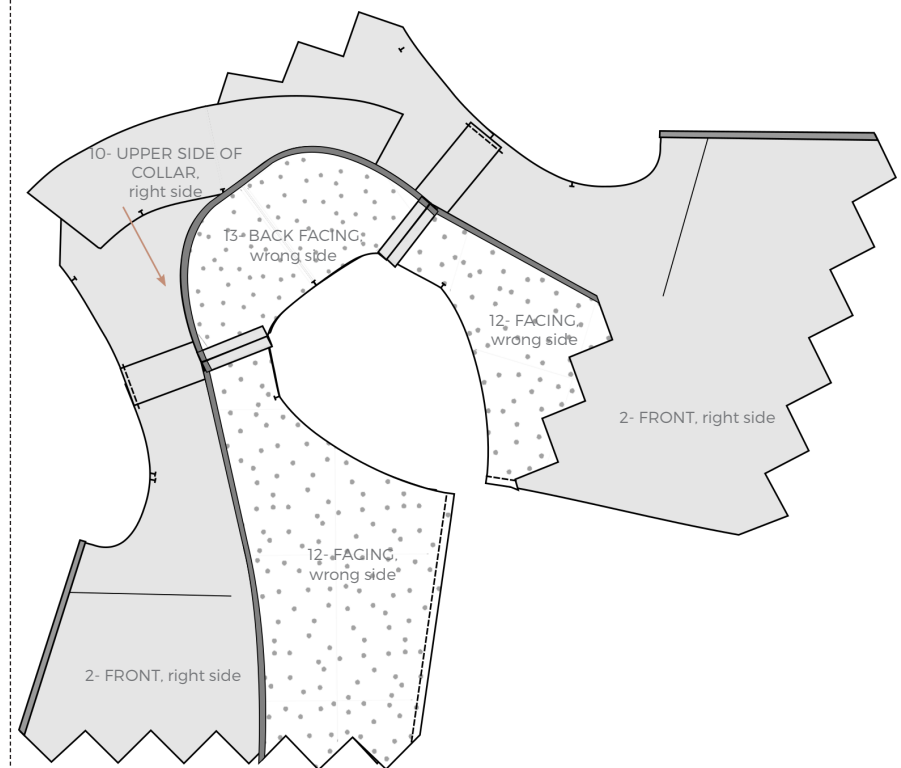 10- UPPER SIDE OF
COLLAR,
right side
13- BACK FACING,
wrong side
12- FACING,
wrong side
2- FRONT, right side
12- FACING,
wrong side
2- FRONT, right side